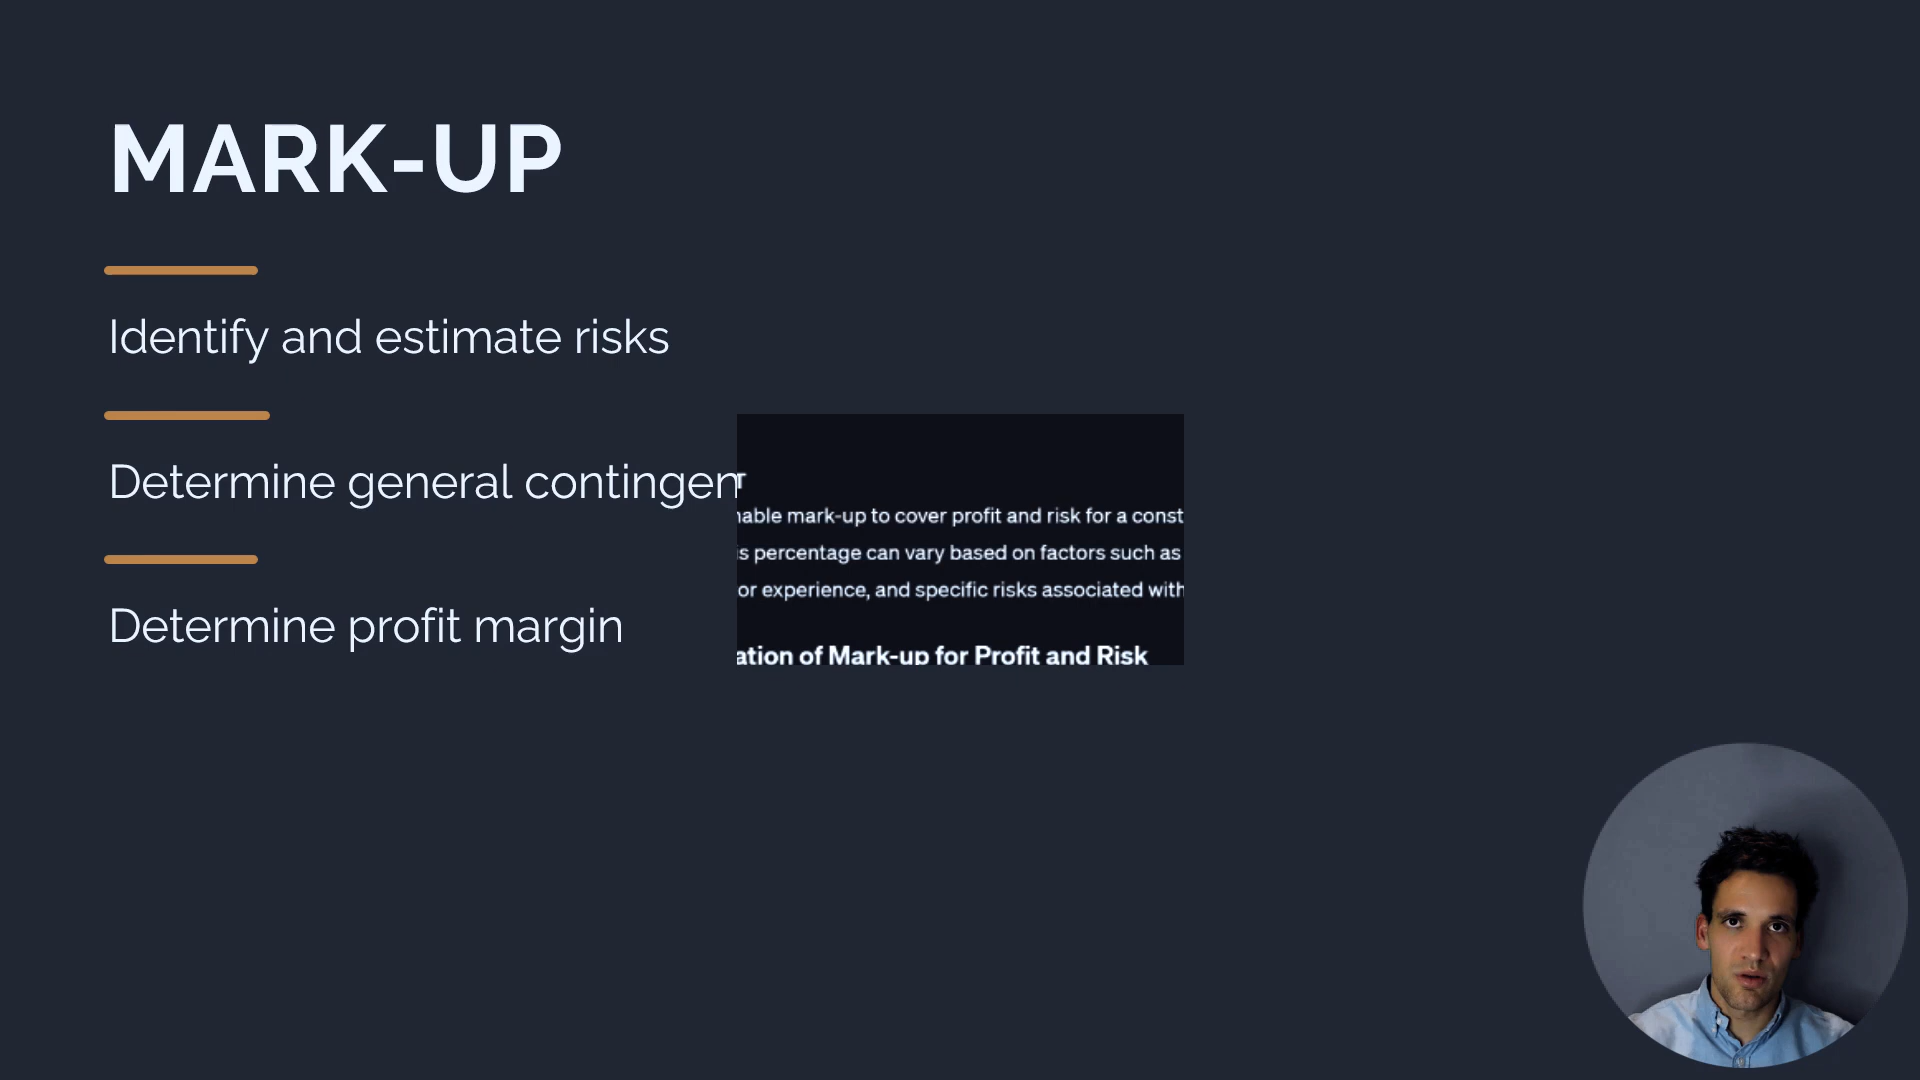 MARK-UP
Identify and estimate risks
Determine general contingen
Determine profit margin
mark-up to cover profit and risk for a const
percentage can vary based on factors such as
or experience, and specific risks associated with
of Mark-up for Profit and Risk